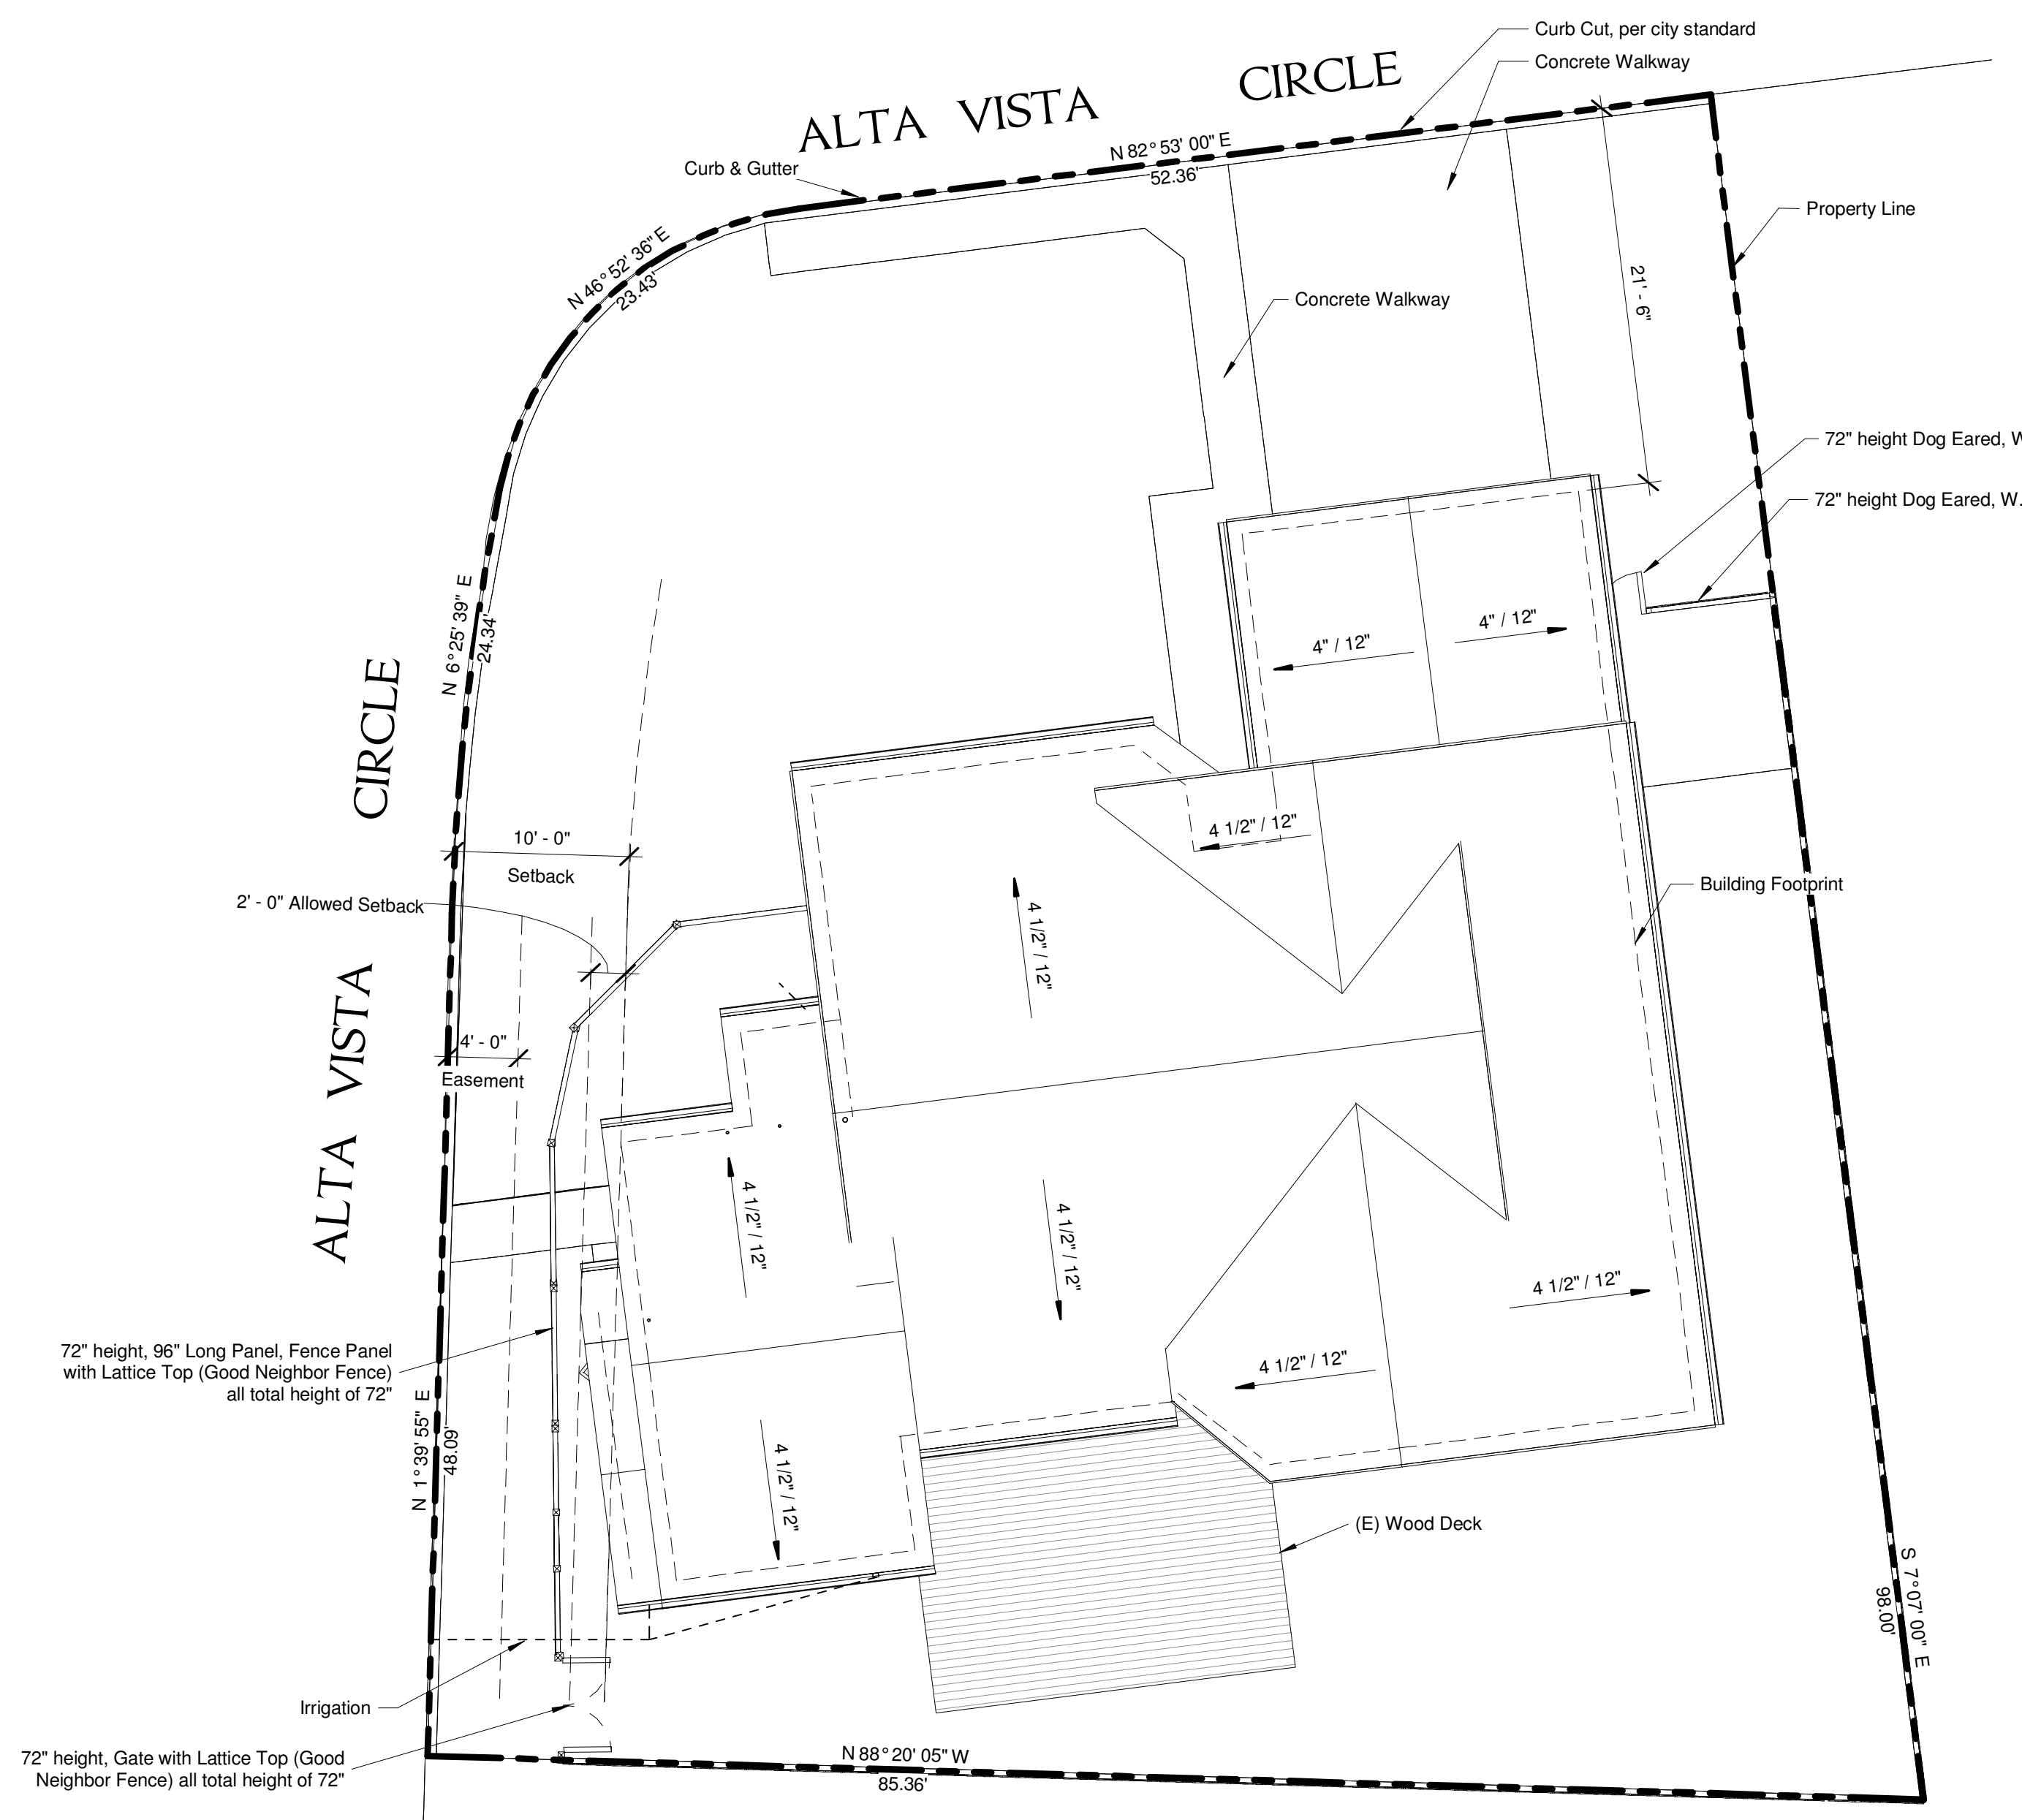 Curb Cut, per city standard
Concrete Walkway
ALTA VISTA CIRCLE
N 82° 53' 00" E
52.36'
Curb & Gutter
Property Line
N 46° 52' 36" E
23.43'
21' - 6"
Concrete Walkway
72" height Dog Eared,
72" height Dog Eared, W.
N 6° 25' 39" E
24.34'
4" / 12"
4" / 12"
ALTA VISTA CIRCLE
10' - 0"
Setback
4 1/2" / 12"
2' - 0" Allowed Setback
Building Footprint
4 1/2" / 12"
4' - 0"
Easement
4 1/2" / 12"
4 1/2" / 12"
4 1/2" / 12"
72" height, 96" Long Panel, Fence Panel
with Lattice Top (Good Neighbor Fence)
all total height of 72"
4 1/2" / 12"
N 1° 39' 55" E
48.09'
4 1/2" / 12"
(E) Wood Deck
S 7° 07' 00" E
98.00'
Irrigation
72" height, Gate with Lattice Top (Good
Neighbor Fence) all total height of 72"
N 88° 20' 05" W
85.36'